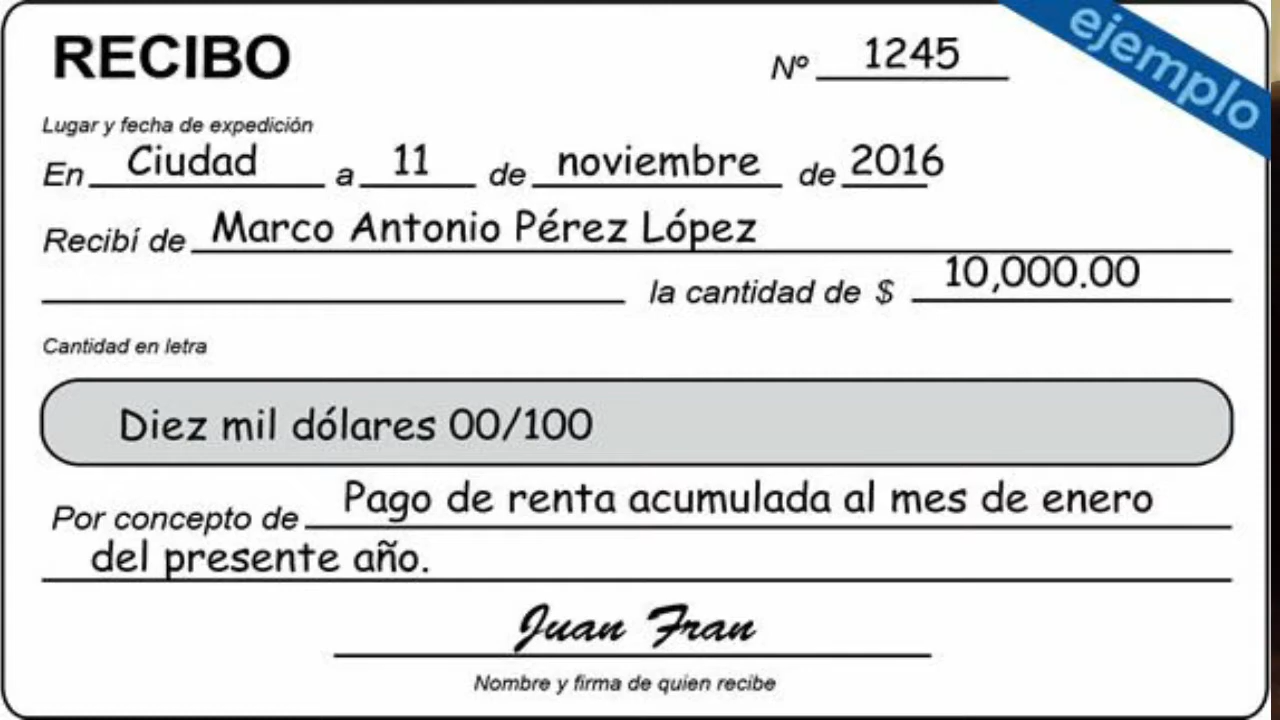 RECIBO
Nº 1245
ejemplo
Lugar y fecha de expedición
En Ciudad a 11 de noviembre de 2016
Recibí de Marco Antonio Pérez López
la cantidad de $ 10,000.00
Cantidad en letra
Diez mil dólares 00/100
Por concepto de Pago de renta acumulada al mes de enero
del presente año.
Juan Fran
Nombre y firma de quien recibe